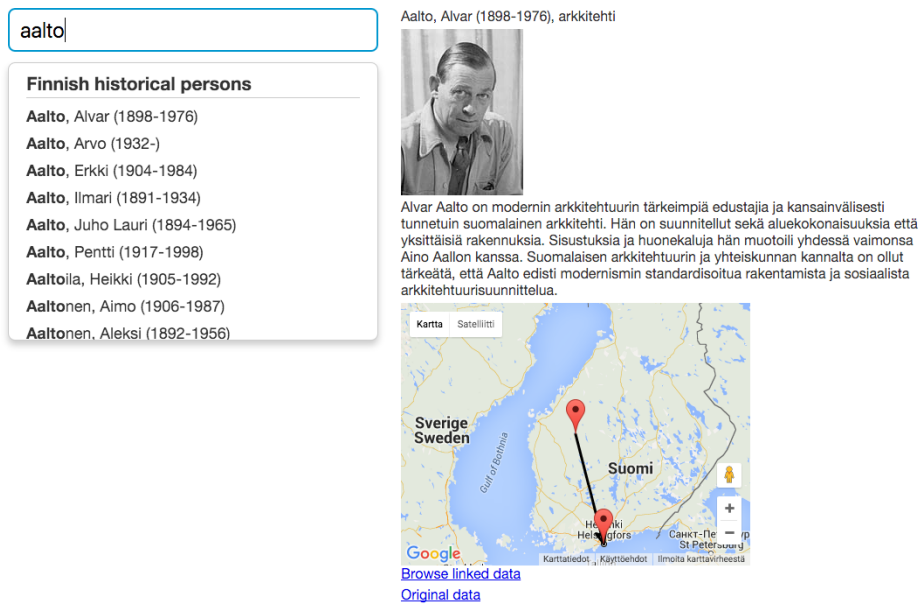 aalto
Finnish historical persons
Aalto, Alvar (1898-1976)
Aalto, Arvo (1932-)
Aalto, Erkki (1904-1984)
Aalto, Ilmari (1891-1934)
Aalto, Juho Lauri (1894-1965)
Aalto, Pentti (1917-1998)
Aaltoila, Heikki (1905-1992)
Aaltonen, Aimo (1906-1987)
Aaltonen, Aleksi (1892-1956)
Aalto, Alvar (1898-1976), arkkitehti
Alvar Aalto on modernin arkkitehtuurin tärkeimpiä edustajia ja kansainvälisesti
tunnetuin suomalainen arkkitehti. Hän on suunnitellut sekä aluekokonaisuuksia että
yksittäisiä rakennuksia. Sisustuksia ja huonekaluja hän muotoili yhdessä vaimonsa
Aino Aallon kanssa. Suomalaisen arkkitehtuurin ja yhteiskunnan kannalta on ollut
tärkeätä, että Aalto edisti modernismin standardisoitua rakentamista ja sosiaalista
arkkitehtuurisuunnittelua.
Kartta Satelliitti
Sverige
Sweden
Gulf of Bothnia
Suomi
Helsingfors
St Petersburg
+
−
Google
Karttatiedot Käyttöehdot Ilmoita karttavirheestä
Browse linked data
Original data